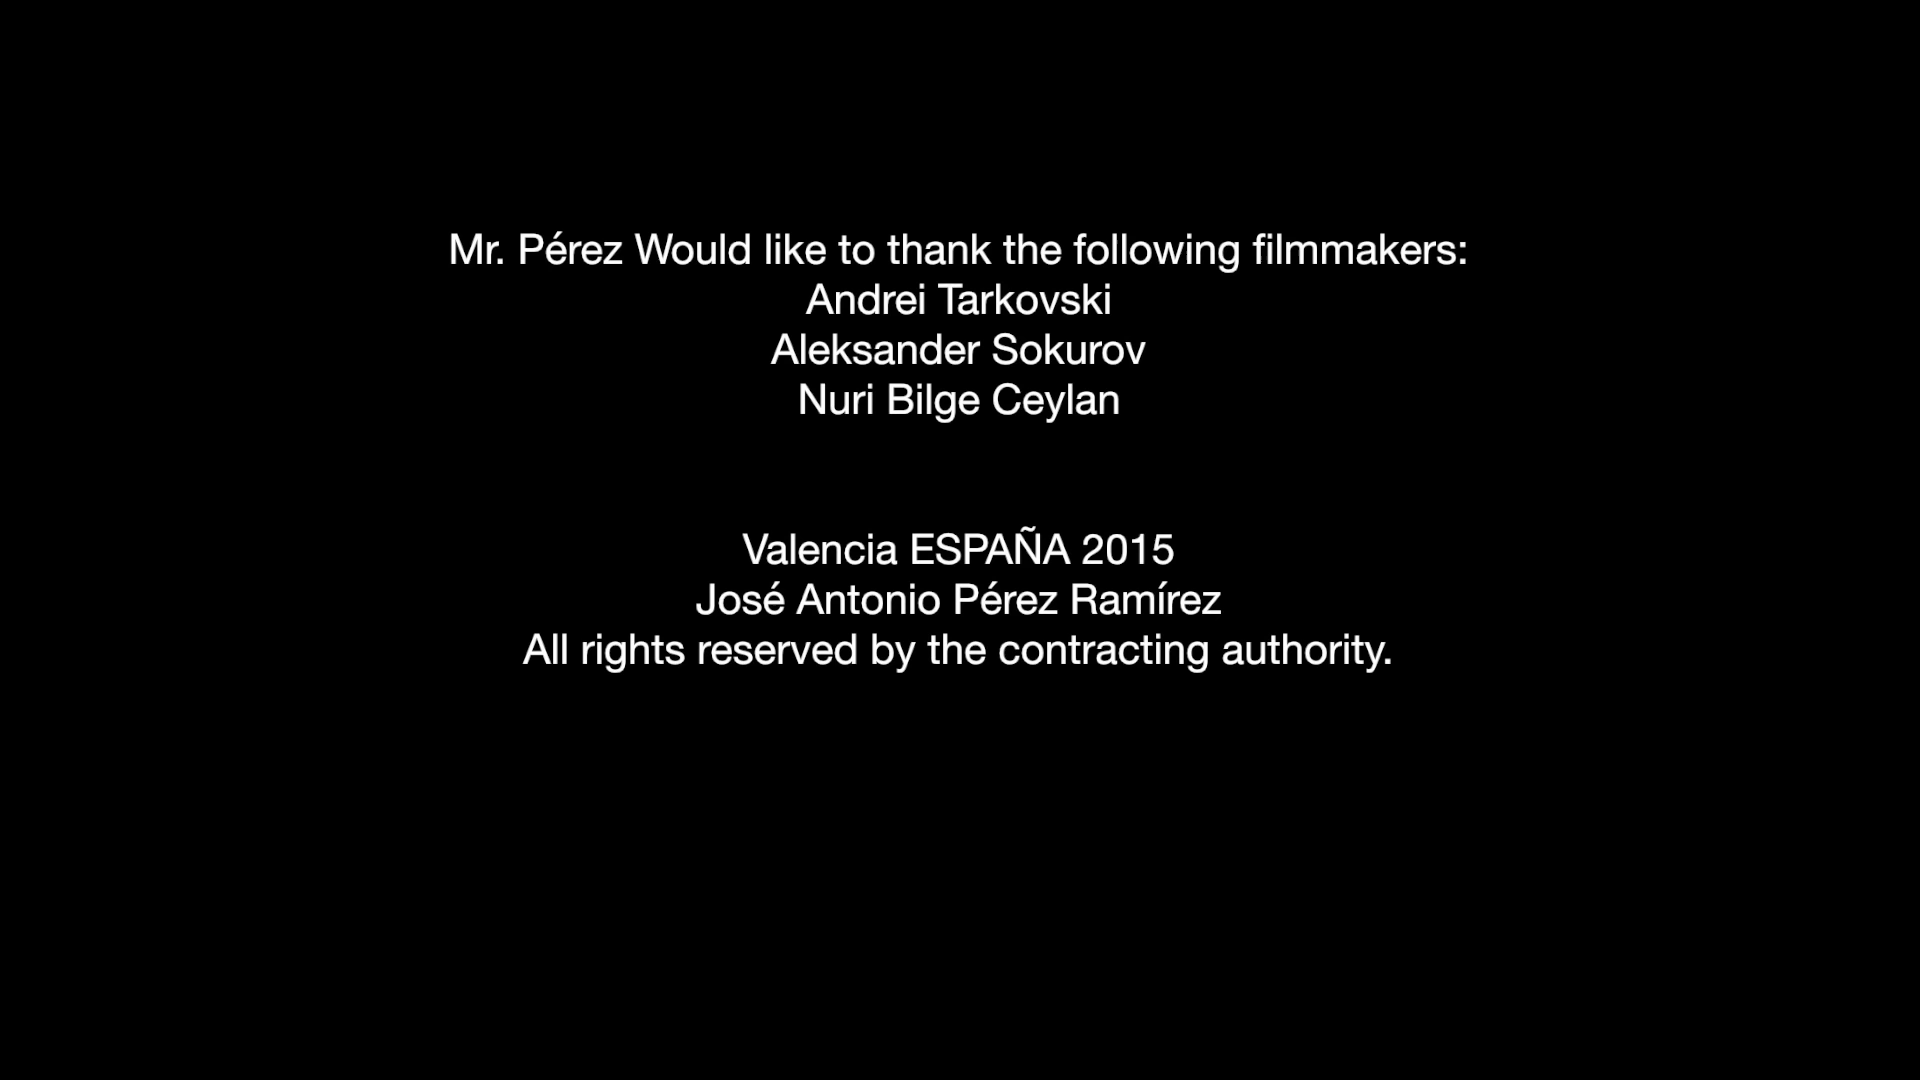 Mr. Pérez Would like to thank the following filmmakers:
Andrei Tarkovski
Aleksander Sokurov
Nuri Bilge Ceylan
Valencia ESPAÑA 2015
José Antonio Pérez Ramírez
All rights reserved by the contracting authority.